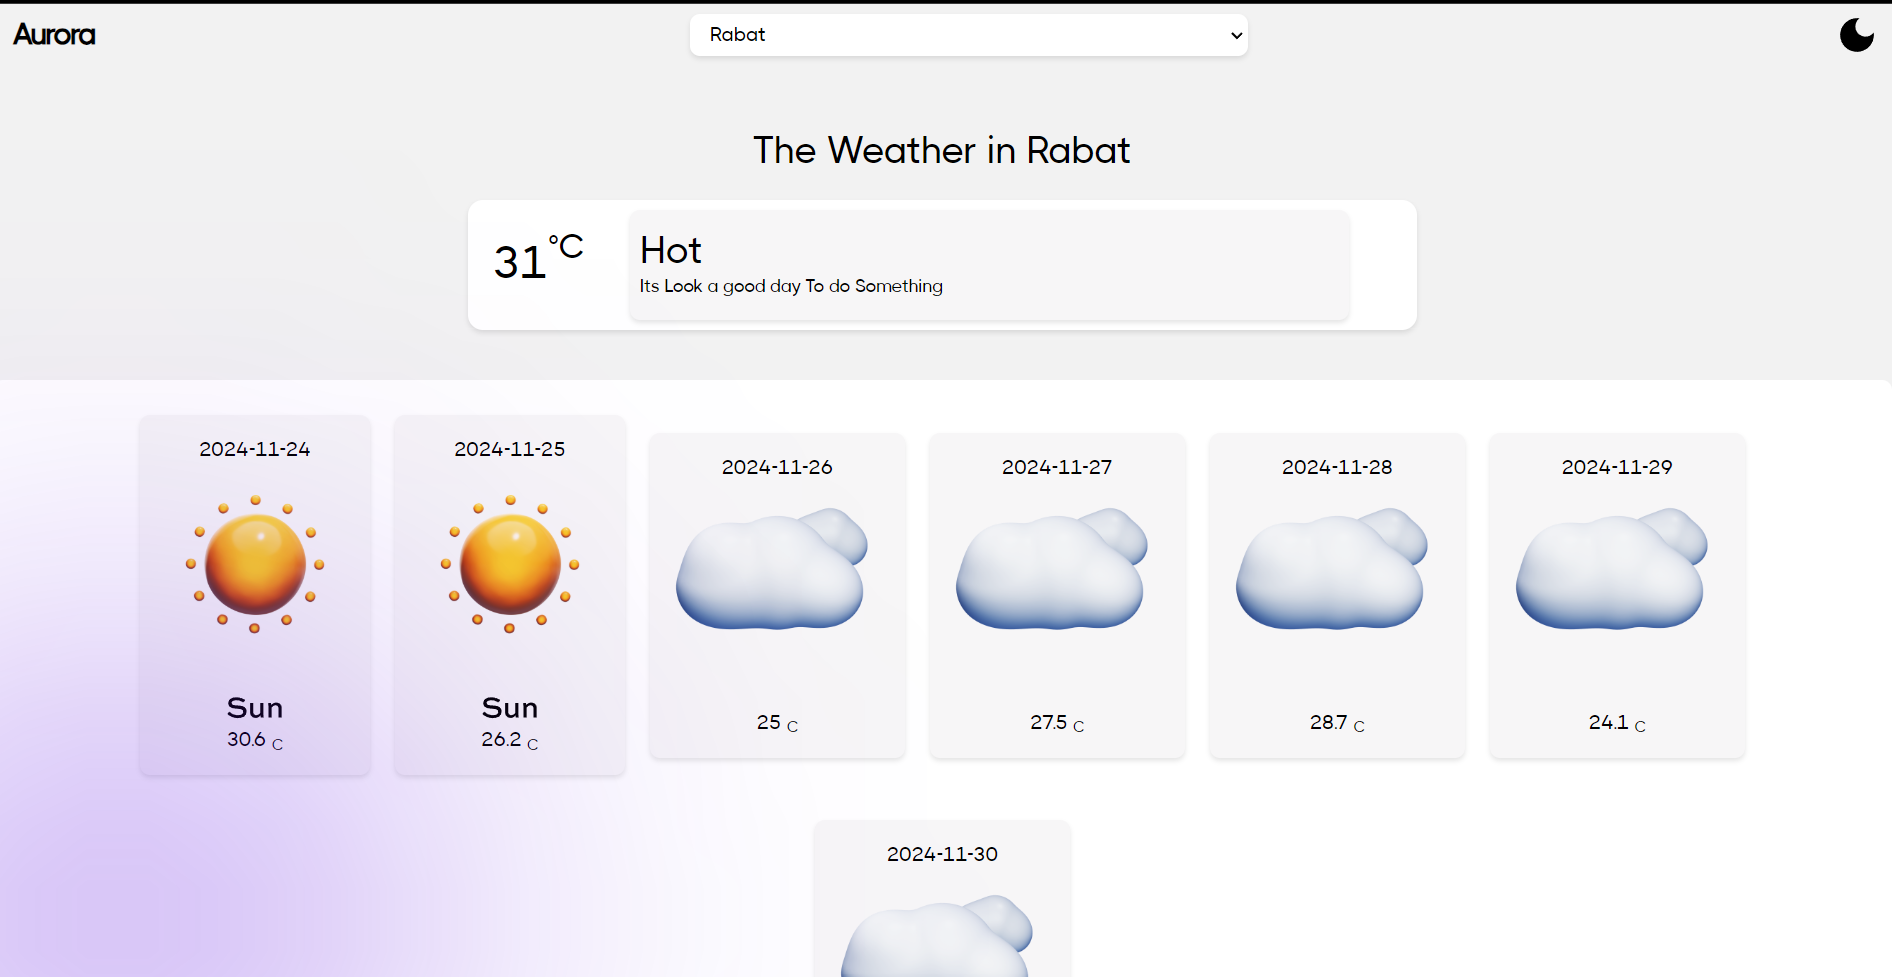 Aurora
Rabat
The Weather in Rabat
31°C
Hot
Its Look a good day To do Something
2024-11-24
Sun
30.6 C
2024-11-25
Sun
26.2 C
2024-11-26
25 C
2024-11-27
27.5 C
2024-11-28
28.7 C
2024-11-29
24.1 C
2024-11-30